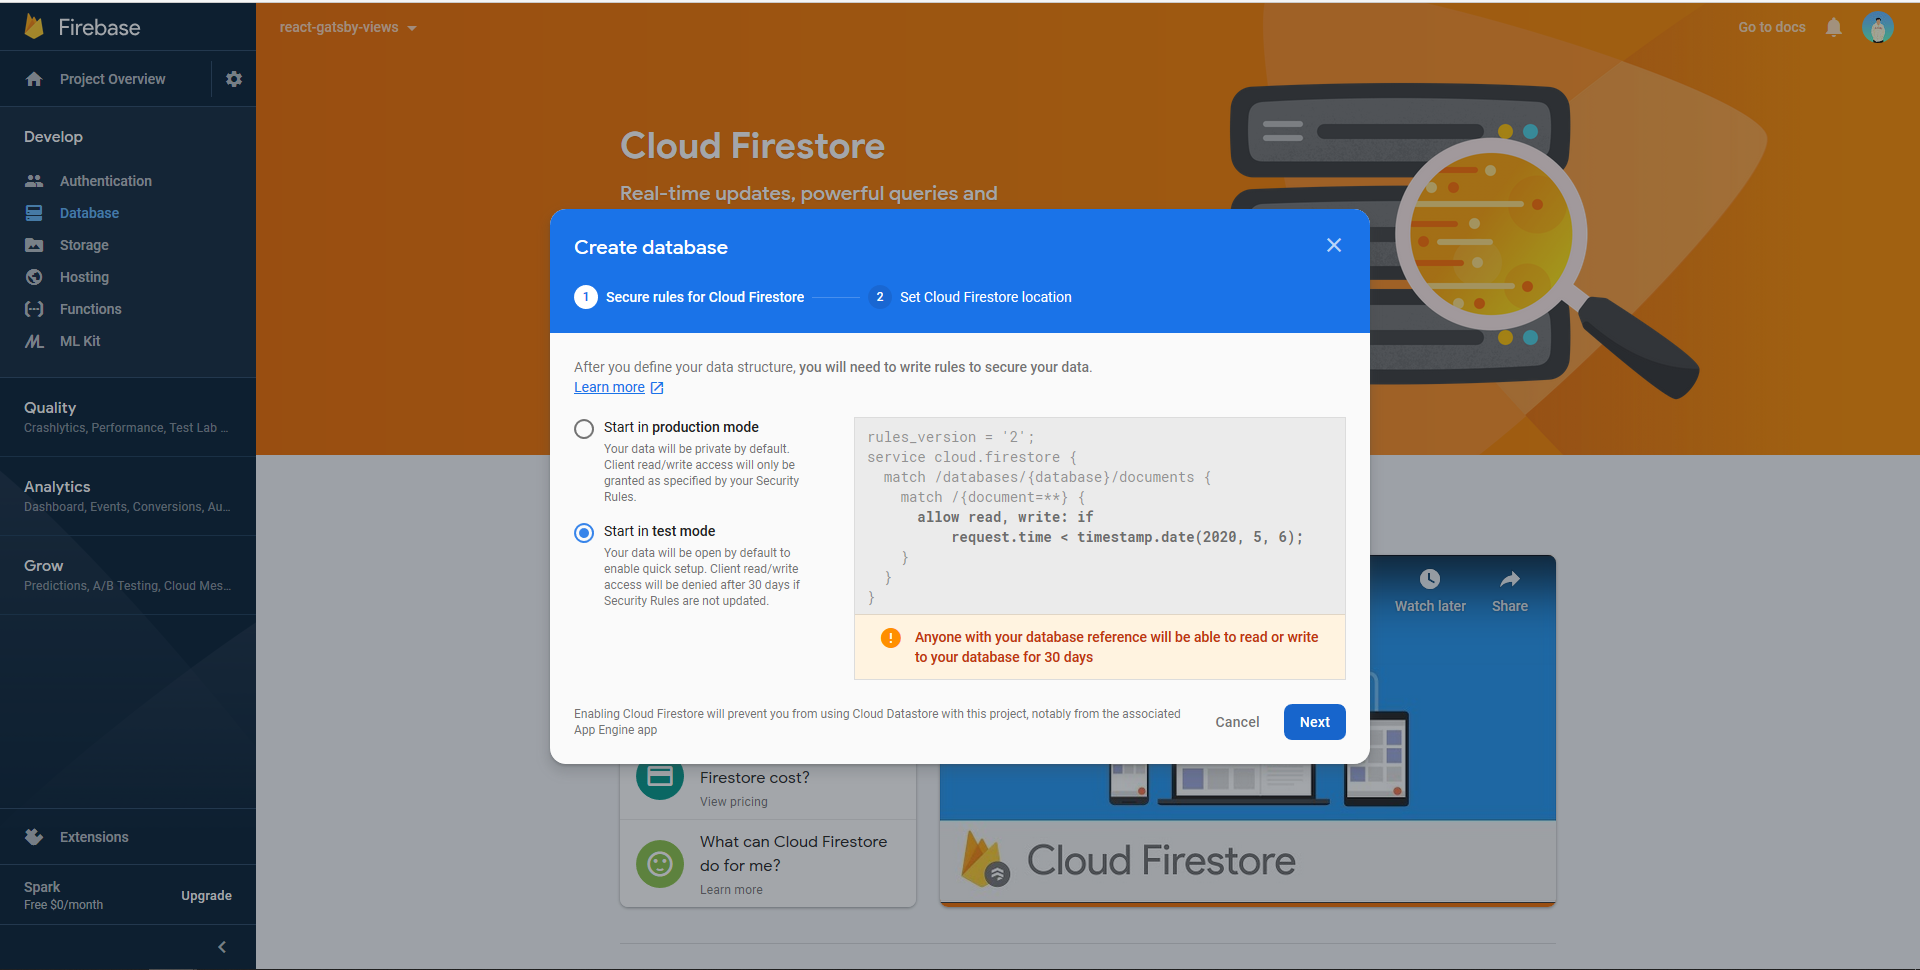 Firebase
Project Overview
Develop
Authentication
Database
Storage
Hosting
Functions
ML Kit
Quality
Crashlytics, Performance, Test Lab ...
Analytics
Dashboard, Events, Conversions, Au...
Grow
Predictions, A/B Testing, Cloud Mes...
Extensions
Spark
Free $0/month
Upgrade
react-gatsby-views
Go to docs
Cloud Firestore
Real-time updates, powerful queries and
Create database
1 Secure rules for Cloud Firestore
2 Set Cloud Firestore location
After you define your data structure, you will need to write rules to secure your data.
Learn more
Start in production mode
Your data will be private by default.
Client read/write access will only be
granted as specified by your Security
Rules.
Start in test mode
Your data will be open by default to
enable quick setup. Client read/write
access will be denied after 30 days if
Security Rules are not updated.
rules_version = '2';
service cloud.firestore {
match /databases/{database}/documents {
match /{document=**} {
allow read, write: if
request.time < timestamp.date(2020, 5, 6);
}
}
}
Anyone with your database reference will be able to read or write
to your database for 30 days
Enabling Cloud Firestore will prevent you from using Cloud Datastore with this project, notably from the associated
App Engine app
Cancel
Next
Watch later
Share
Firestore cost?
View pricing
What can Cloud Firestore
do for me?
Learn more
Cloud Firestore